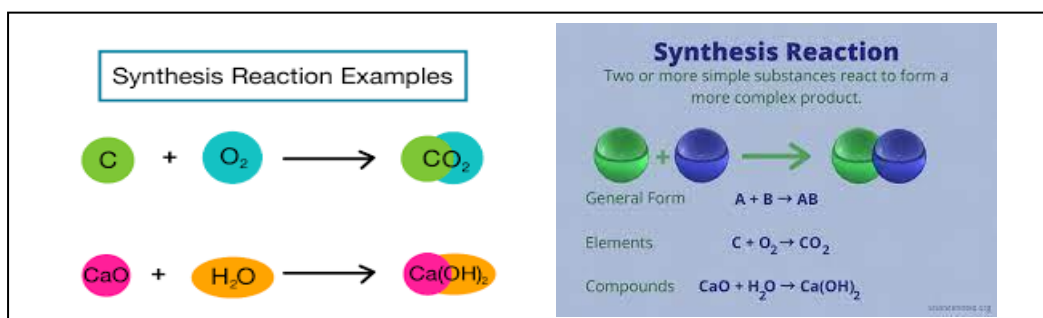 Synthesis Reaction Examples
C + O₂ → CO₂
CaO + H₂O → Ca(OH)₂
Synthesis Reaction
Two or more simple substances react to form a
more complex product.
+ →
General Form A + B → AB
Elements C + O₂ → CO₂
Compounds CaO + H₂O → Ca(OH)₂